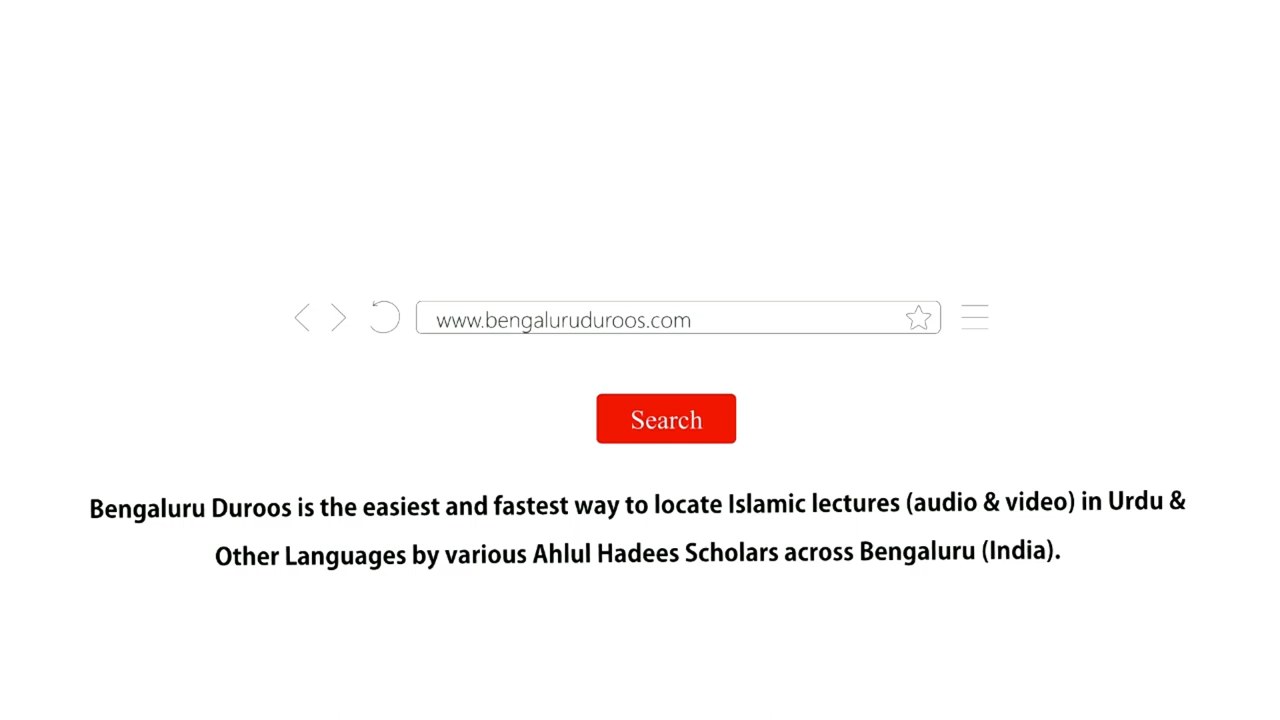 www.bengaluruduroos.com
Search
Bengaluru Duroos is the easiest and fastest way to locate Islamic lectures (audio & video) in Urdu &
Other Languages by various Ahlul Hadees Scholars across Bengaluru (India).